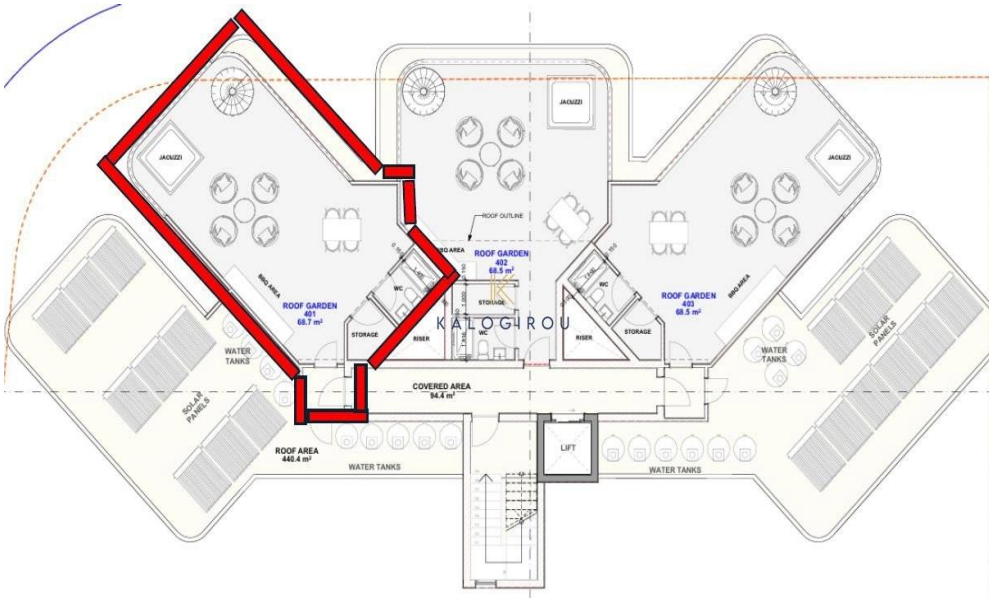 JACUZZI
JACUZZI
JACUZZI
ROOF OUTLINE
BBQ AREA
ROOF GARDEN
402
68.5 m²
WC
WC
BBQ AREA
BBQ AREA
ROOF GARDEN
401
68.7 m²
ROOF GARDEN
403
68.5 m²
STORAGE
KALOGIROU
STORAGE
RISER
WC
RISER
STORAGE
WATER
TANKS
WATER
TANKS
SOLAR
PANELS
SOLAR
PANELS
COVERED AREA
94.4 m²
ROOF AREA
440.4 m²
WATER TANKS
LIFT
WATER TANKS